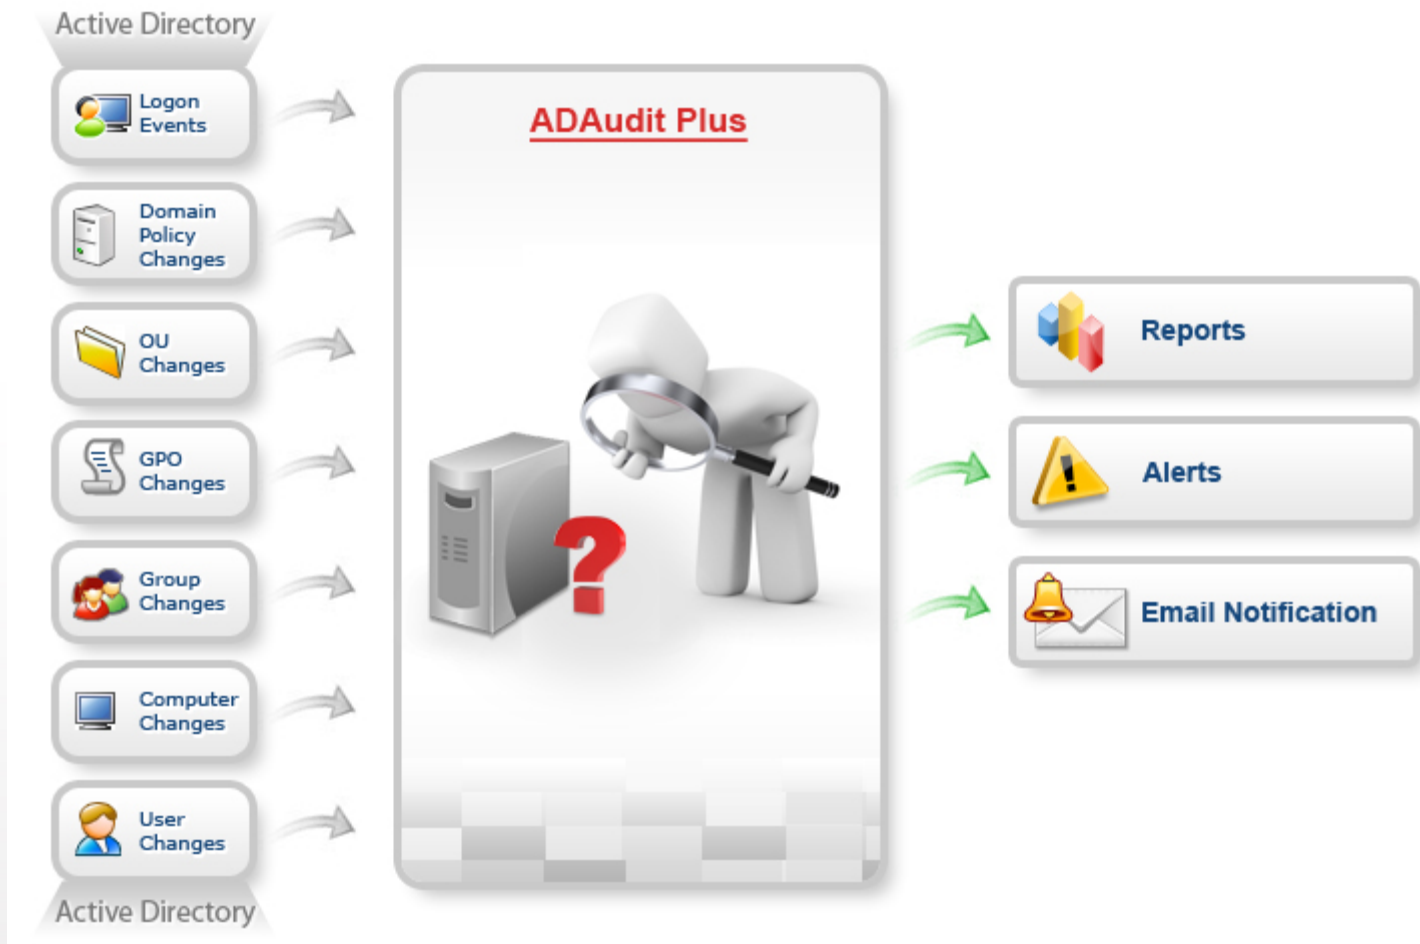 Active Directory
Logon
Events
Domain
Policy
Changes
OU
Changes
GPO
Changes
Group
Changes
Computer
Changes
User
Changes
Active Directory
ADAudit Plus
Reports
Alerts
Email Notification